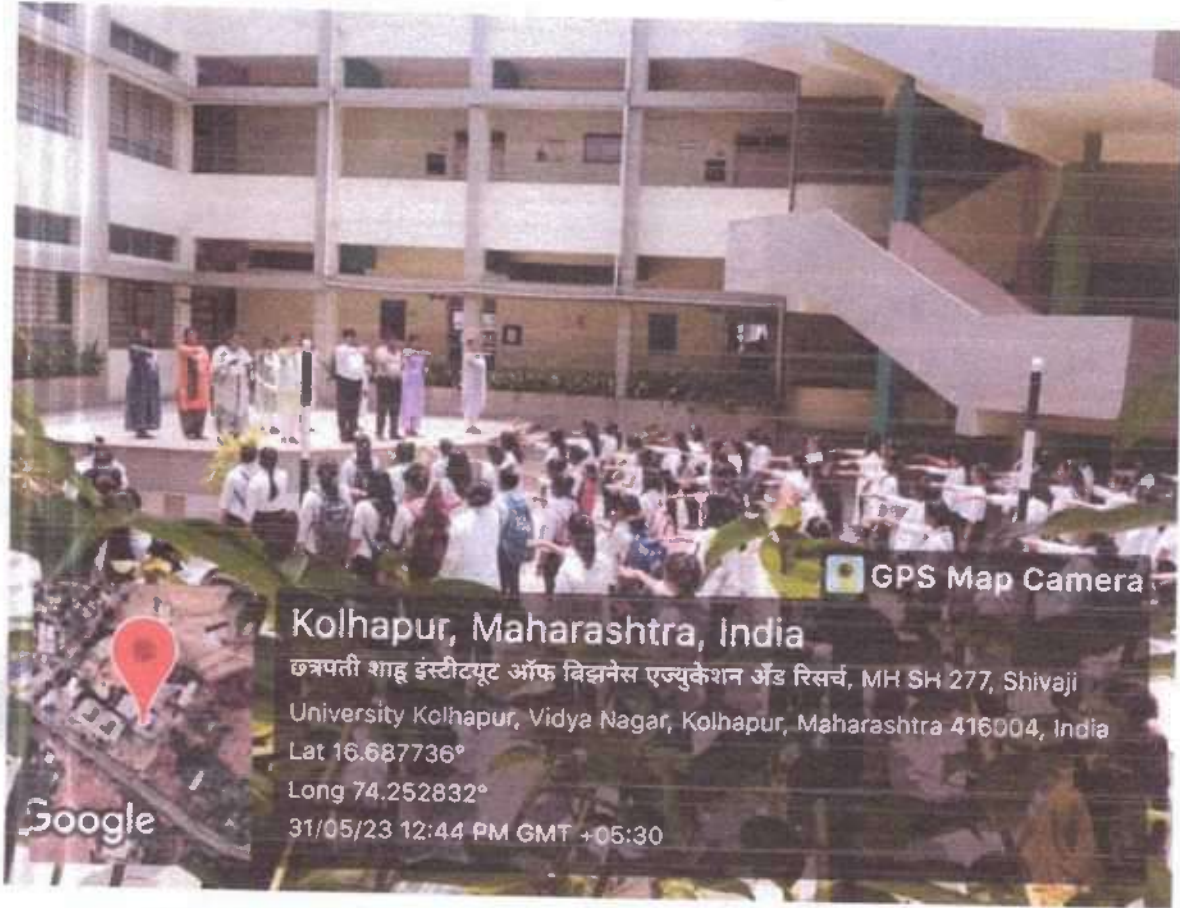 GPS Map Camera
Kolhapur, Maharashtra, India
छत्रपती शाहू इंस्टीटयूट ऑफ बिझनेस एज्युकेशन अँड रिसर्च, MH SH 277, Shivaji
University Kolhapur, Vidya Nagar, Kolhapur, Maharashtra 416004, India
Lat 16.687736°
Long 74.252832°
31/05/23 12:44 PM GMT +05:30
Google